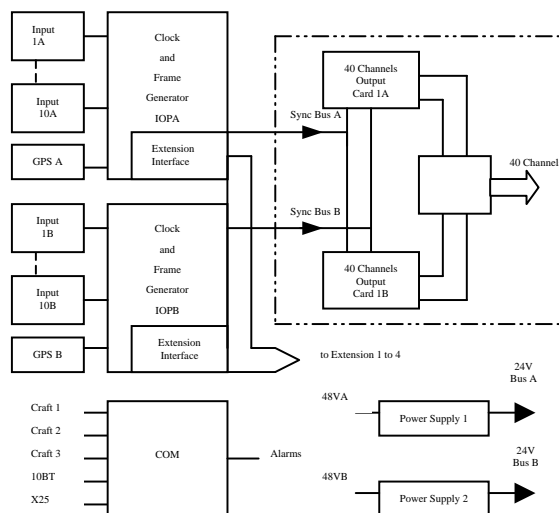 Input
1A
Input
10A
GPS A
Clock
and
Frame
Generator
IOPA
Extension
Interface
Sync Bus A
40 Channels
Output
Card 1A
40 Channel
Input
1B
Input
10B
GPS B
Clock
and
Frame
Generator
IOPB
Extension
Interface
Sync Bus B
40 Channels
Output
Card 1B
to Extension 1 to 4
Craft 1
Craft 2
Craft 3
10BT
X25
COM
Alarms
48VA
Power Supply 1
24V
Bus A
48VB
Power Supply 2
24V
Bus B